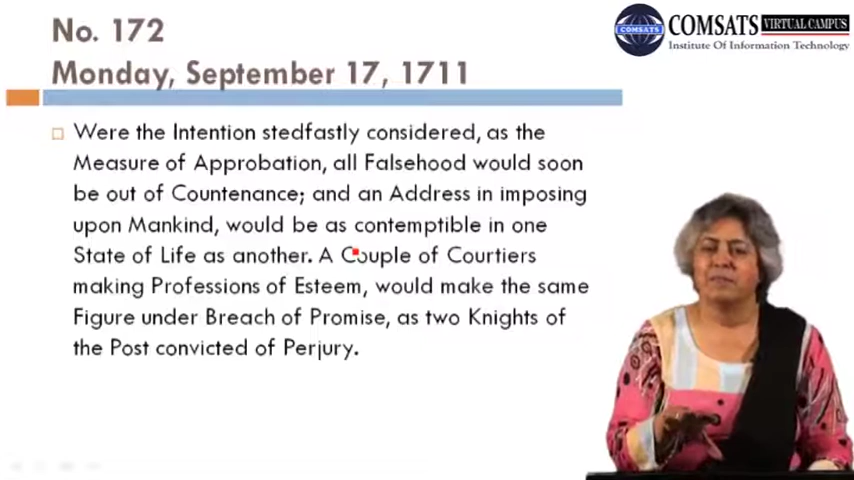 No. 172
Monday, September 17, 1711
COMSATS VIRTUAL CAMPUS
Institute Of Information Technology
COMSATS
Were the Intention stedfastly considered, as the
Measure of Approbation, all Falsehood would soon
be out of Countenance; and an Address in imposing
upon Mankind, would be as contemptible in one
State of Life as another. A Couple of Courtiers
making Professions of Esteem, would make the same
Figure under Breach of Promise, as two Knights of
the Post convicted of Perjury.